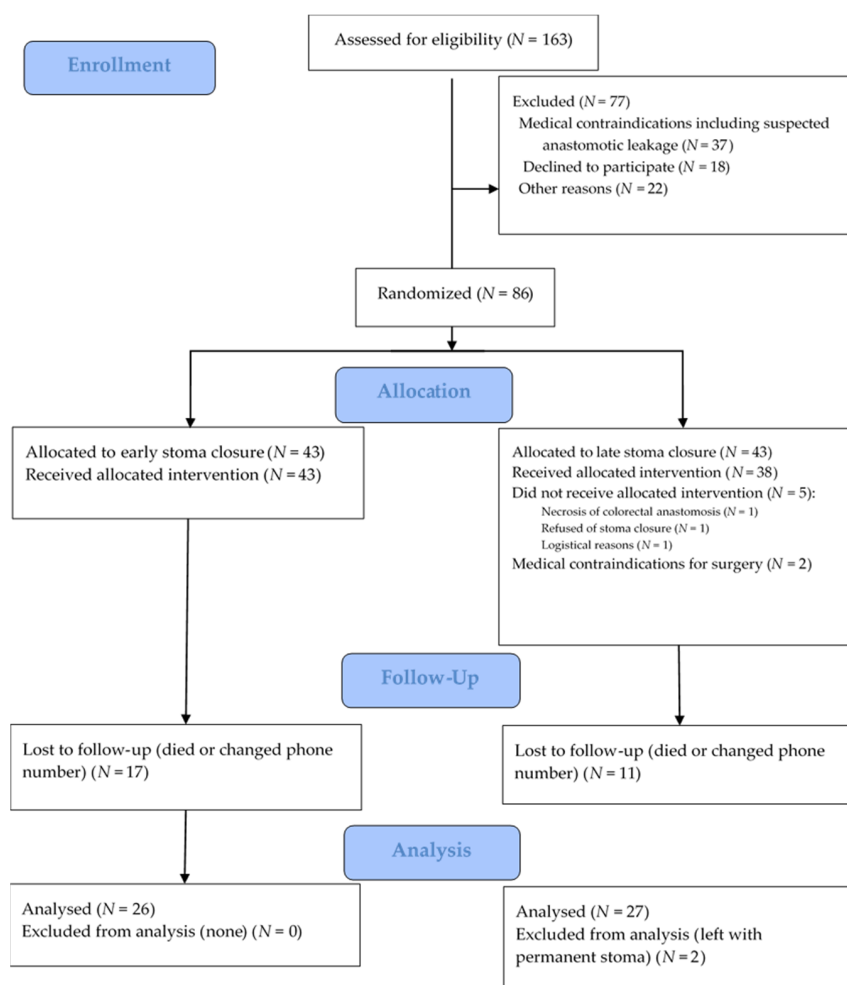 Assessed for eligibility (N = 163)
Enrollment
Excluded (N = 77)
Medical contraindications including suspected
anastomotic leakage (N = 37)
Declined to participate (N = 18)
Other reasons (N = 22)
Randomized (N = 86)
Allocation
Allocated to early stoma closure (N = 43)
Received allocated intervention (N = 43)
Allocated to late stoma closure (N = 43)
Received allocated intervention (N = 38)
Did not receive allocated intervention (N = 5):
Necrosis of colorectal anastomosis (N = 1)
Refused of stoma closure (N = 1)
Logistical reasons (N = 1)
Medical contraindications for surgery (N = 2)
Follow-Up
Lost to follow-up (died or changed phone
number) (N = 17)
Lost to follow-up (died or changed phone
number) (N = 11)
Analysis
Analysed (N = 26)
Excluded from analysis (none) (N = 0)
Analysed (N = 27)
Excluded from analysis (left with
permanent stoma) (N = 2)